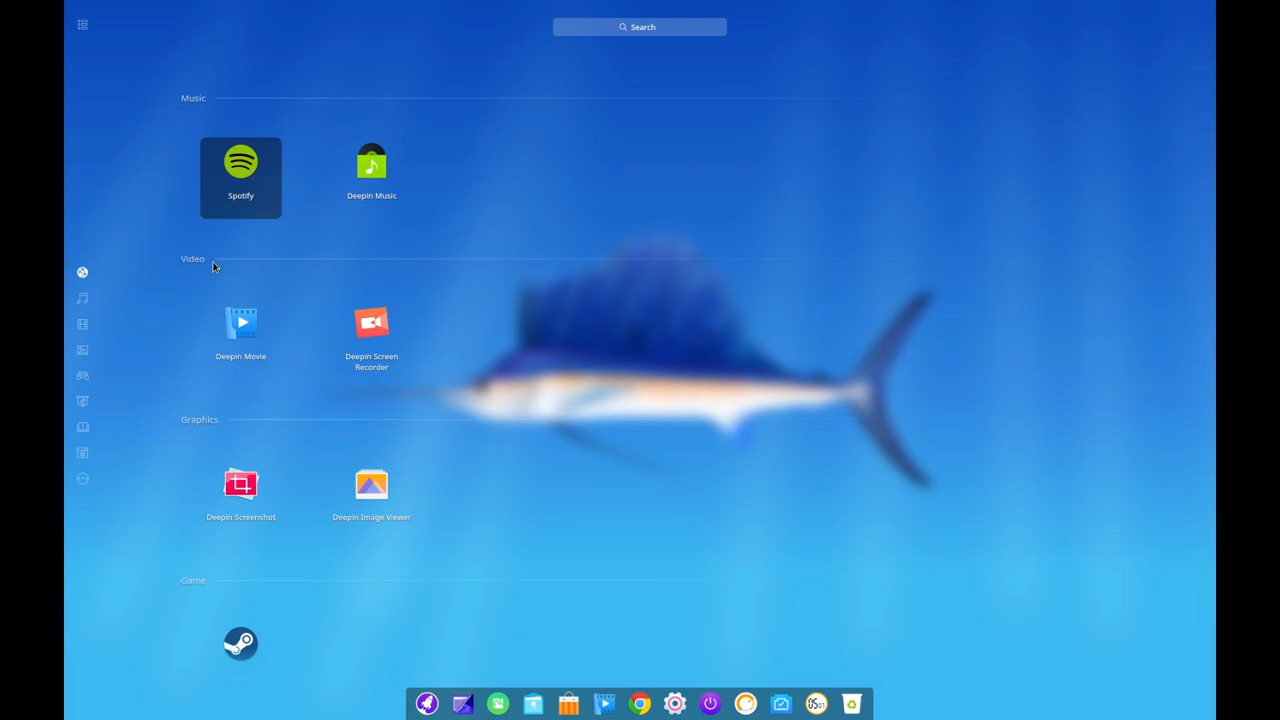 Search
Music
Spotify
Deepin Music
Video
Deepin Movie
Deepin Screen
Recorder
Graphics
Deepin Screenshot
Deepin Image Viewer
Game